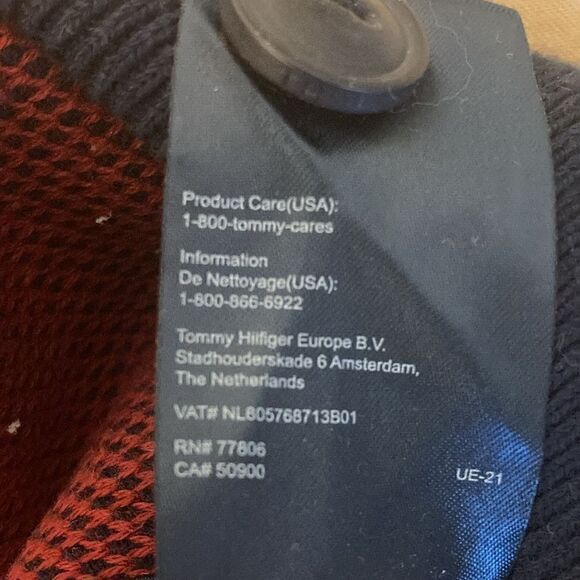 Product Care(USA):
1-800-tommy-cares
Information
De Nettoyage(USA):
1-800-866-6922
Tommy Hilfiger Europe B.V.
Stadhouderskade 6 Amsterdam,
The Netherlands
VAT# NL805768713B01
RN# 77806
CA# 50900
UE-21